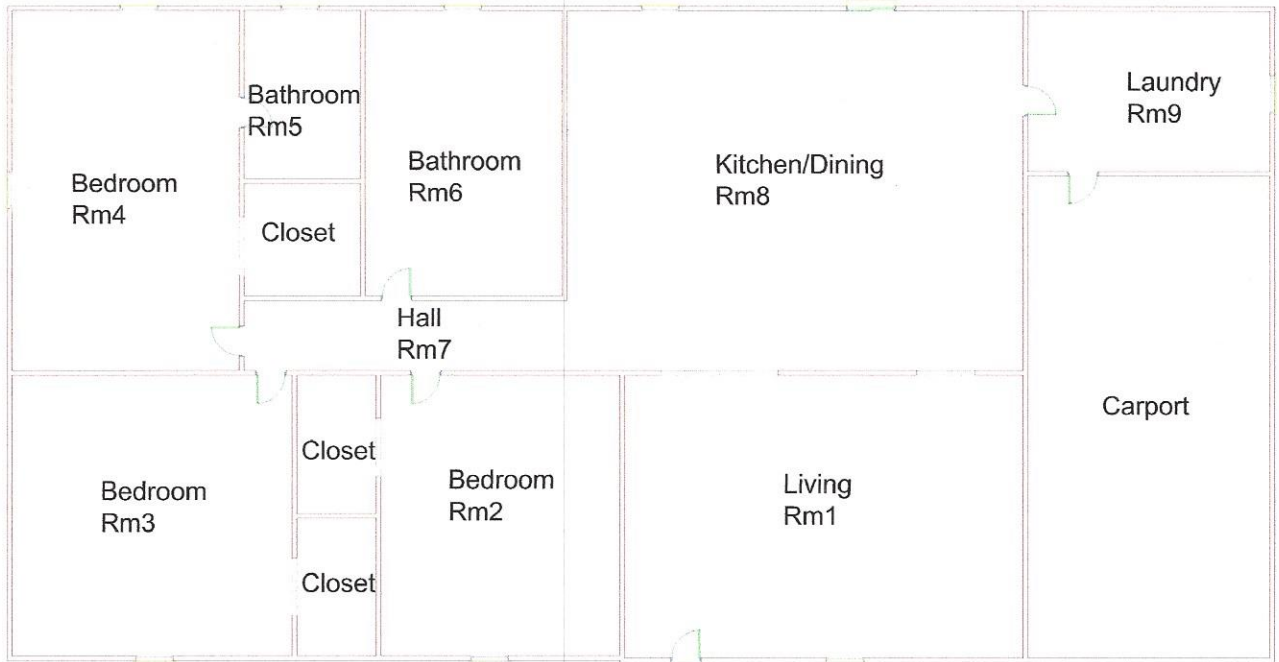 Bathroom
Rm5
Bedroom
Rm4
Closet
Bathroom
Rm6
Kitchen/Dining
Rm8
Laundry
Rm9
Hall
Rm7
Carport
Bedroom
Rm3
Closet
Closet
Bedroom
Rm2
Living
Rm1